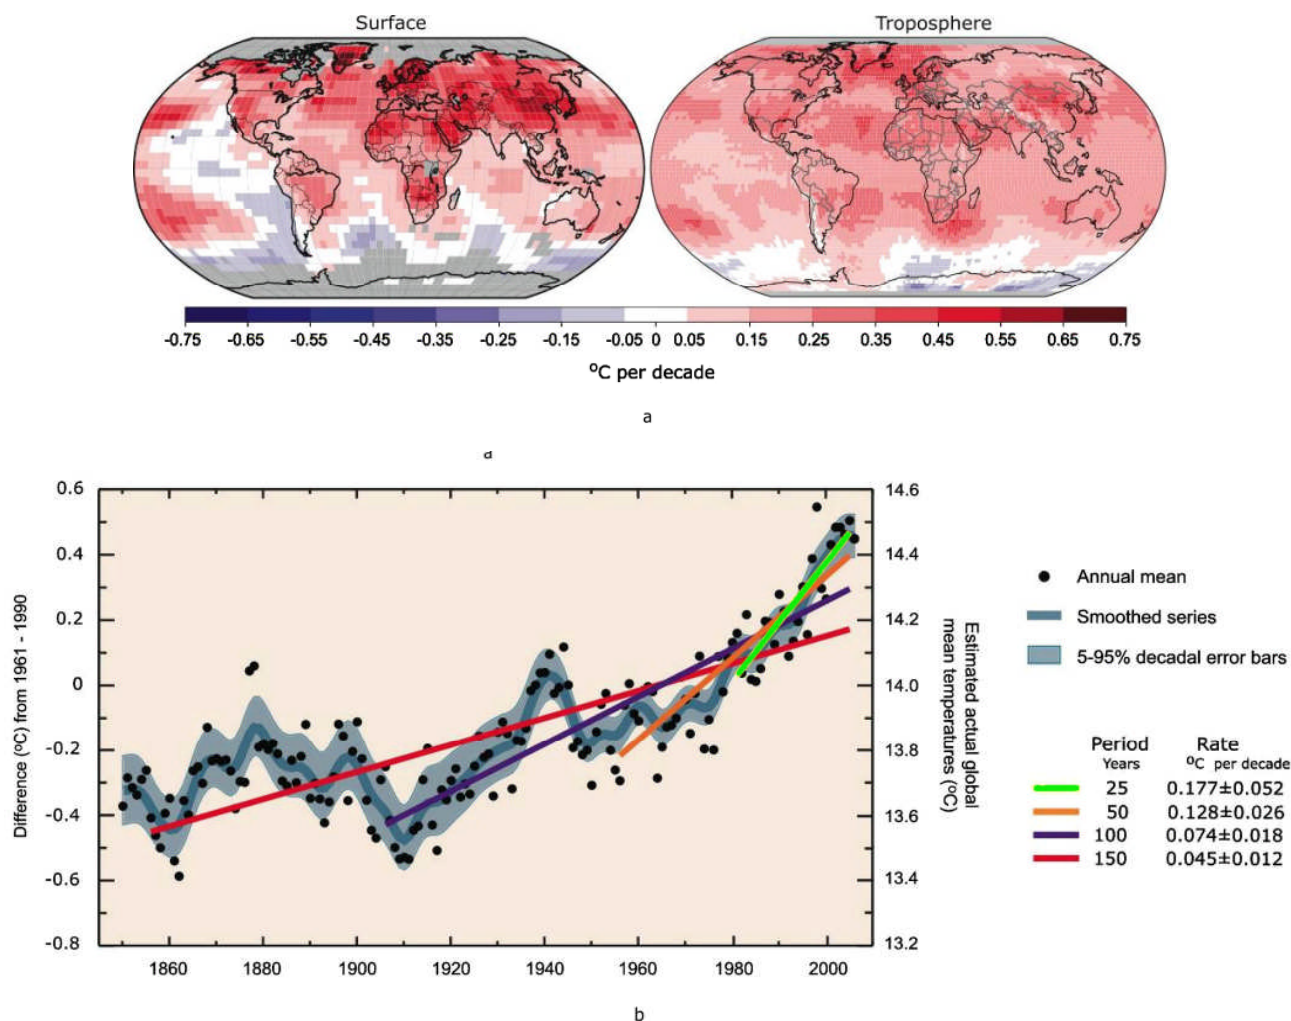 Surface
Troposphere
-0.75 -0.65 -0.55 -0.45 -0.35 -0.25 -0.15 -0.05 0 0.05 0.15 0.25 0.35 0.45 0.55 0.65 0.75
ºC per decade
a
0.6
0.4
0.2
0
-0.2
-0.4
-0.6
-0.8
Difference (ºC) from 1961 - 1990
1860 1880 1900 1920 1940 1960 1980 2000
14.6
14.4
14.2
14.0
13.8
13.6
13.4
13.2
Estimated actual global
mean temperatures (ºC)
Annual mean
Smoothed series
5-95% decadal error bars
Period Rate
Years ºC per decade
25 0.177±0.052
50 0.128±0.026
100 0.074±0.018
150 0.045±0.012
b